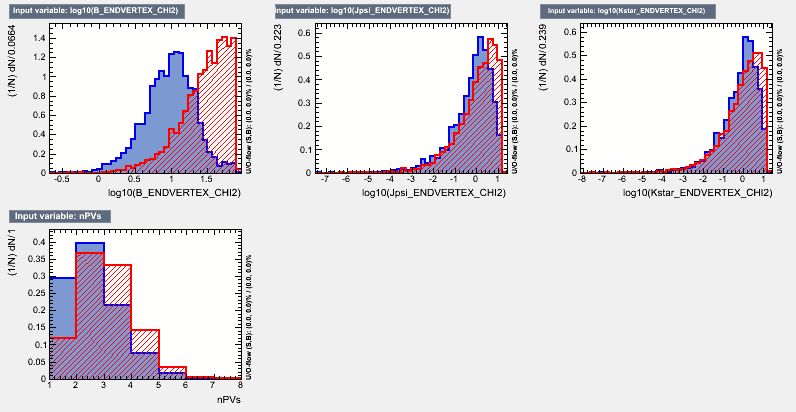 Input variable: log10(B_ENDVERTEX_CHI2)
(1/N) dN/0.0664
1.4
1.2
1
0.8
0.6
0.4
0.2
0
-0.5 0 0.5 1 1.5
log10(B_ENDVERTEX_CHI2)
U/O-flow (S,B): (0.0, 0.0)% / (0.0, 0.0)%
Input variable: log10(Jpsi_ENDVERTEX_CHI2)
(1/N) dN/0.223
0.6
0.5
0.4
0.3
0.2
0.1
0
-7 -6 -5 -4 -3 -2 -1 0 1
log10(Jpsi_ENDVERTEX_CHI2)
U/O-flow (S,B): (0.0, 0.0)% / (0.0, 0.0)%
Input variable: log10(Kstar_ENDVERTEX_CHI2)
(1/N) dN/0.239
0.6
0.5
0.4
0.3
0.2
0.1
0
-8 -7 -6 -5 -4 -3 -2 -1 0 1
log10(Kstar_ENDVERTEX_CHI2)
U/O-flow (S,B): (0.0, 0.0)% / (0.0, 0.0)%
Input variable: nPVs
(1/N) dN/1
0.4
0.35
0.3
0.25
0.2
0.15
0.1
0.05
0
1 2 3 4 5 6 7 8
nPVs
U/O-flow (S,B): (0.0, 0.0)% / (0.0, 0.0)%